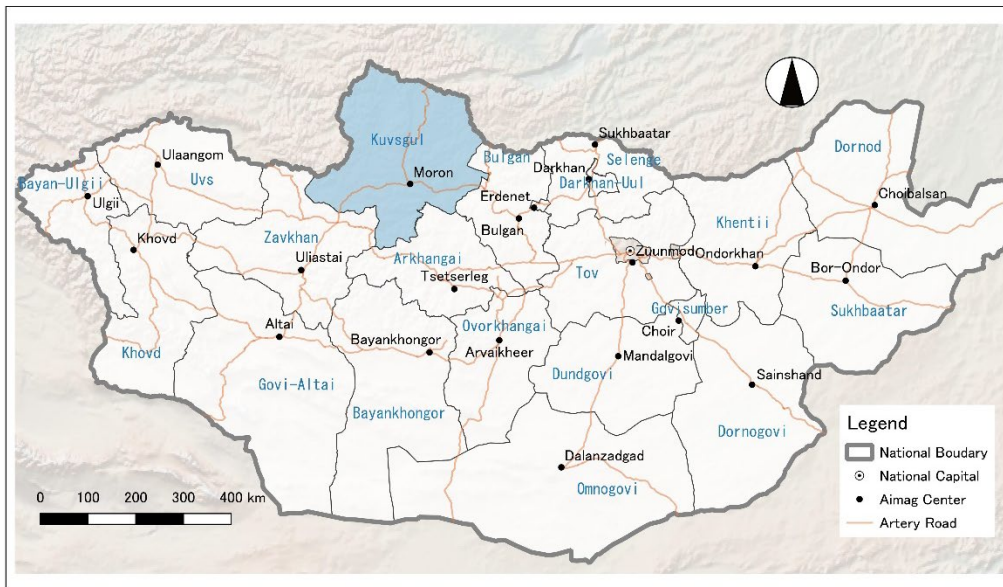 Sukhbaatar
Kuvsgul
Bulgan
Selenge
Dornod
Ulaangom
Darkhan
Moron
Darkhan-Uul
Bayan-Ulgii
Uvs
Ulgii
Erdenet
Choibalsan
Khentii
Bulgan
Khovd
Zavkhan
Zuunmod
Ondorkhan
Arkhangai
Uliastai
Tov
Bor-Ondor
Tsetserleg
Govisumber
Sukhbaatar
Altai
Ovorkhangai
Choir
Bayankhongor
Arvaikheer
Khovd
Mandalgovi
Dundgovi
Govi-Altai
Sainshand
Bayankhongor
Dornogovi
Dalanzadgad
Omnogovi
Legend
National Boudary
National Capital
Aimag Center
Artery Road
0 100 200 300 400 km